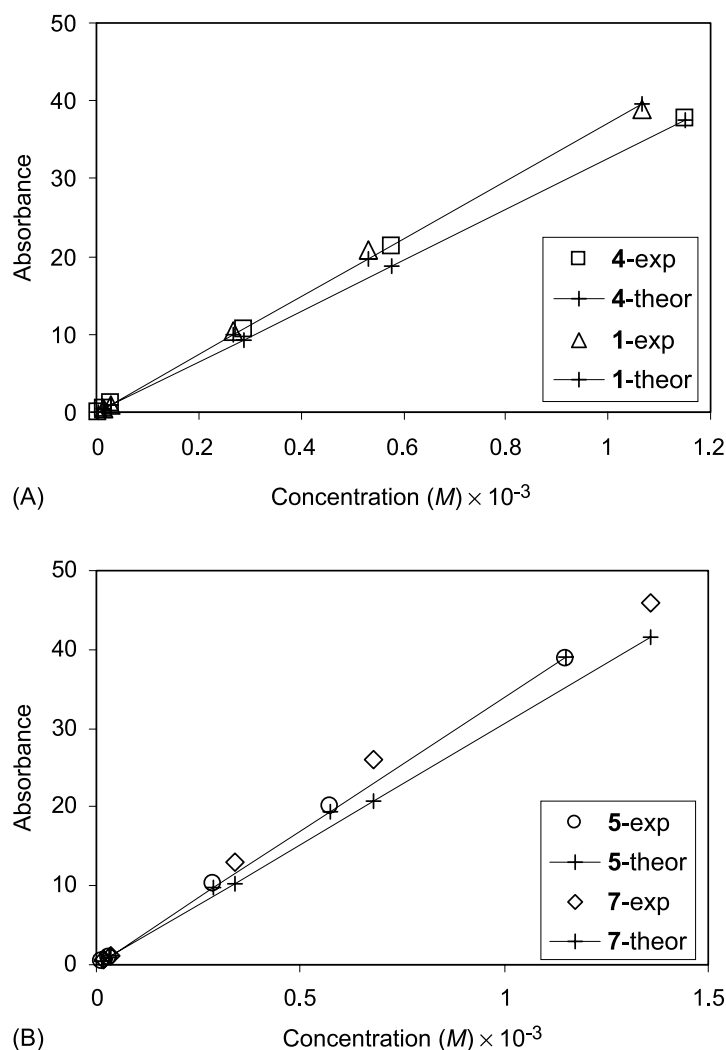 50
40
30
20
10
0
Absorbance
4-exp
4-theor
1-exp
1-theor
0 0.2 0.4 0.6 0.8 1 1.2
(A) Concentration (M) × 10⁻³
50
40
30
20
10
0
Absorbance
5-exp
5-theor
7-exp
7-theor
0 0.5 1 1.5
(B) Concentration (M) × 10⁻³